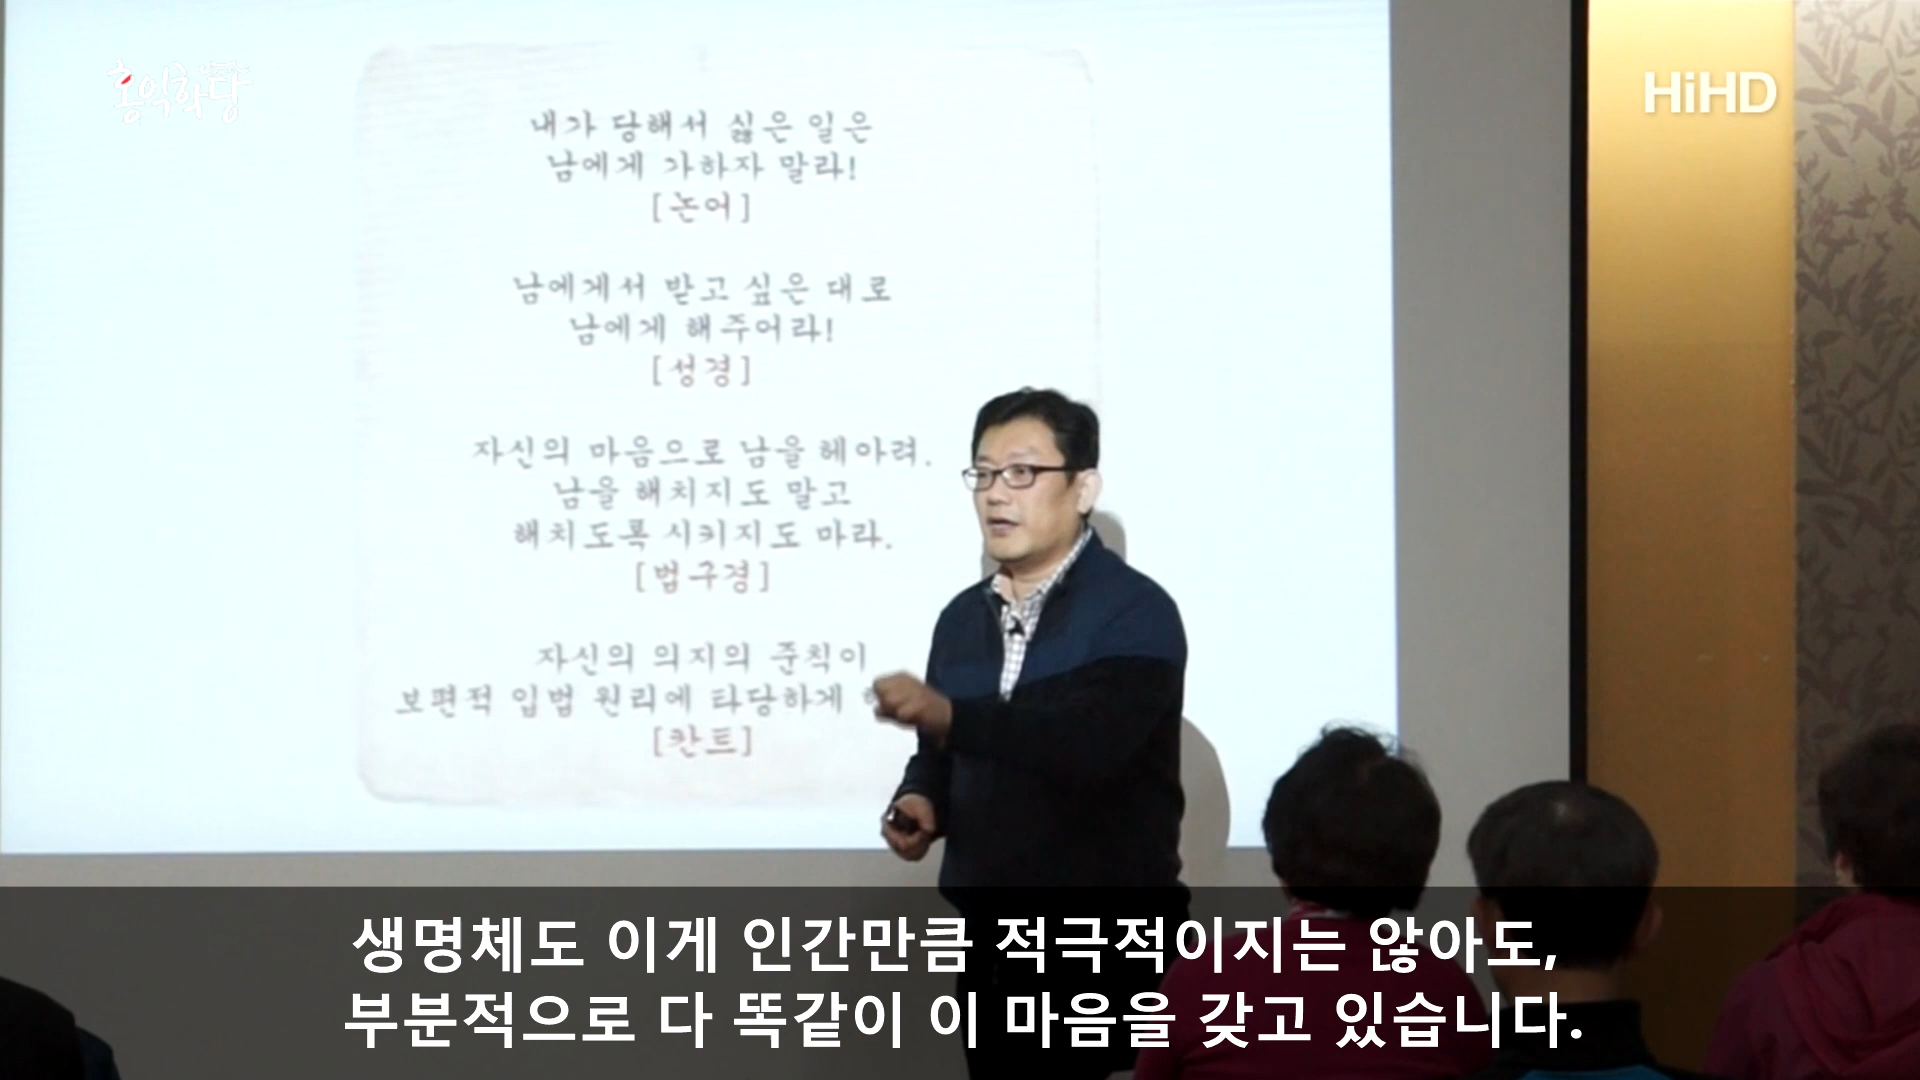 홍익학당
HiHD
내가 당해서 싫은 일은
남에게 가하자 말라!
[논어]
남에게서 받고 싶은 대로
남에게 해주어라!
[성경]
자신의 마음으로 남을 헤아려.
남을 해치지도 말고
해치도록 시키지도 마라.
[법구경]
자신의 의지의 준칙이
보편적 입법 원리에 타당하게
[칸트]
생명체도 이게 인간만큼 적극적이지는 않아도,
부분적으로 다 똑같이 이 마음을 갖고 있습니다.